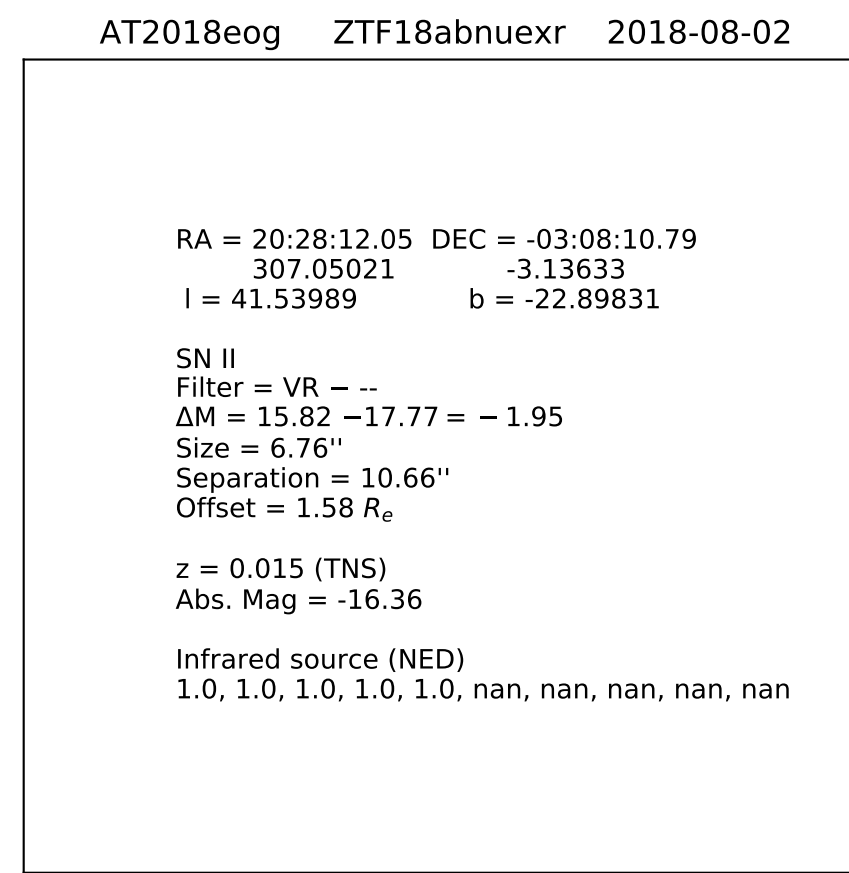 AT2018eog ZTF18abnuexr 2018-08-02
RA = 20:28:12.05 DEC = -03:08:10.79
307.05021 -3.13633
l = 41.53989 b = -22.89831
SN II
Filter = VR − --
ΔM = 15.82 −17.77 = − 1.95
Size = 6.76''
Separation = 10.66''
Offset = 1.58 Re
z = 0.015 (TNS)
Abs. Mag = -16.36
Infrared source (NED)
1.0, 1.0, 1.0, 1.0, 1.0, nan, nan, nan, nan, nan